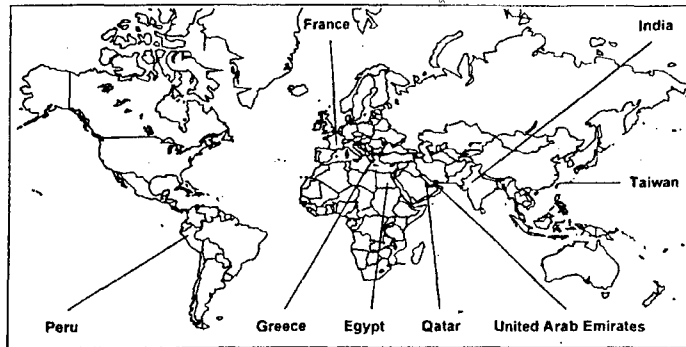 France India
Taiwan
Peru Greece Egypt Qatar United Arab Emirates